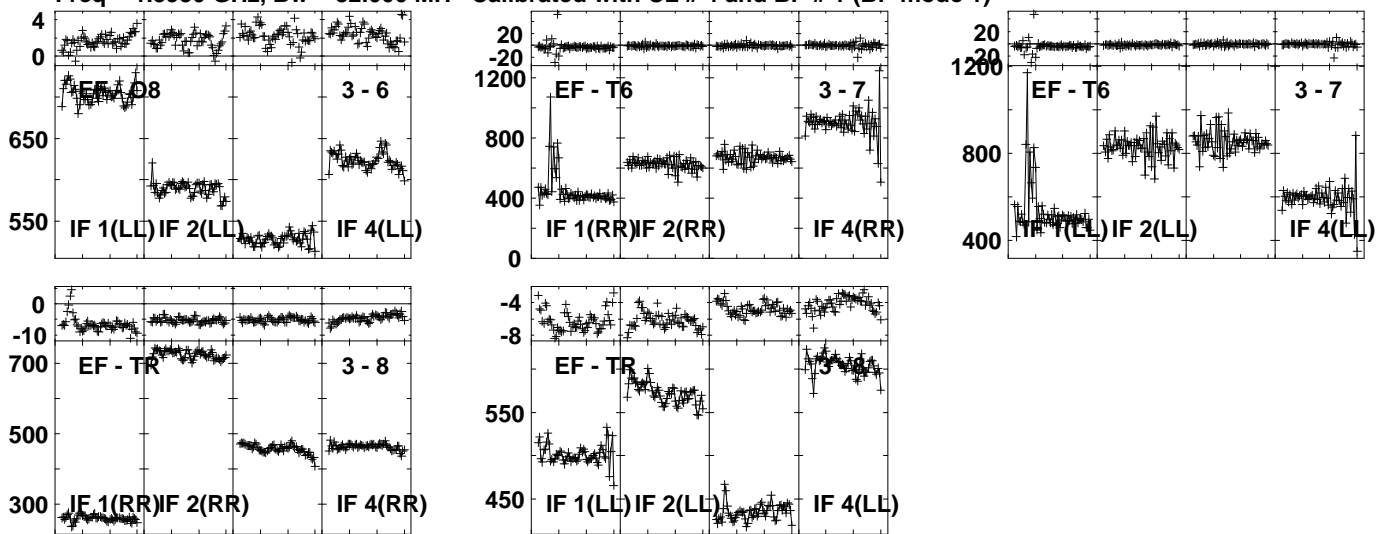 Calibrated with CL # and BP # (BP mode
4
0
EF - O8
3 - 6
650
550
IF 1(LL) IF 2(LL)
IF 4(LL)
20
-20
1200
EF - T6
3 - 7
800
400
0
IF 1(RR) IF 2(RR)
IF 4(RR)
20
20
1200
EF - T6
3 - 7
800
400
IF 1(LL) IF 2(LL)
IF 4(LL)
0
-10
700
EF - TR
3 - 8
500
300
IF 1(RR) IF 2(RR)
IF 4(RR)
-4
-8
EF - TR
3 - 8
550
450
IF 1(LL) IF 2(LL)
IF 4(LL)